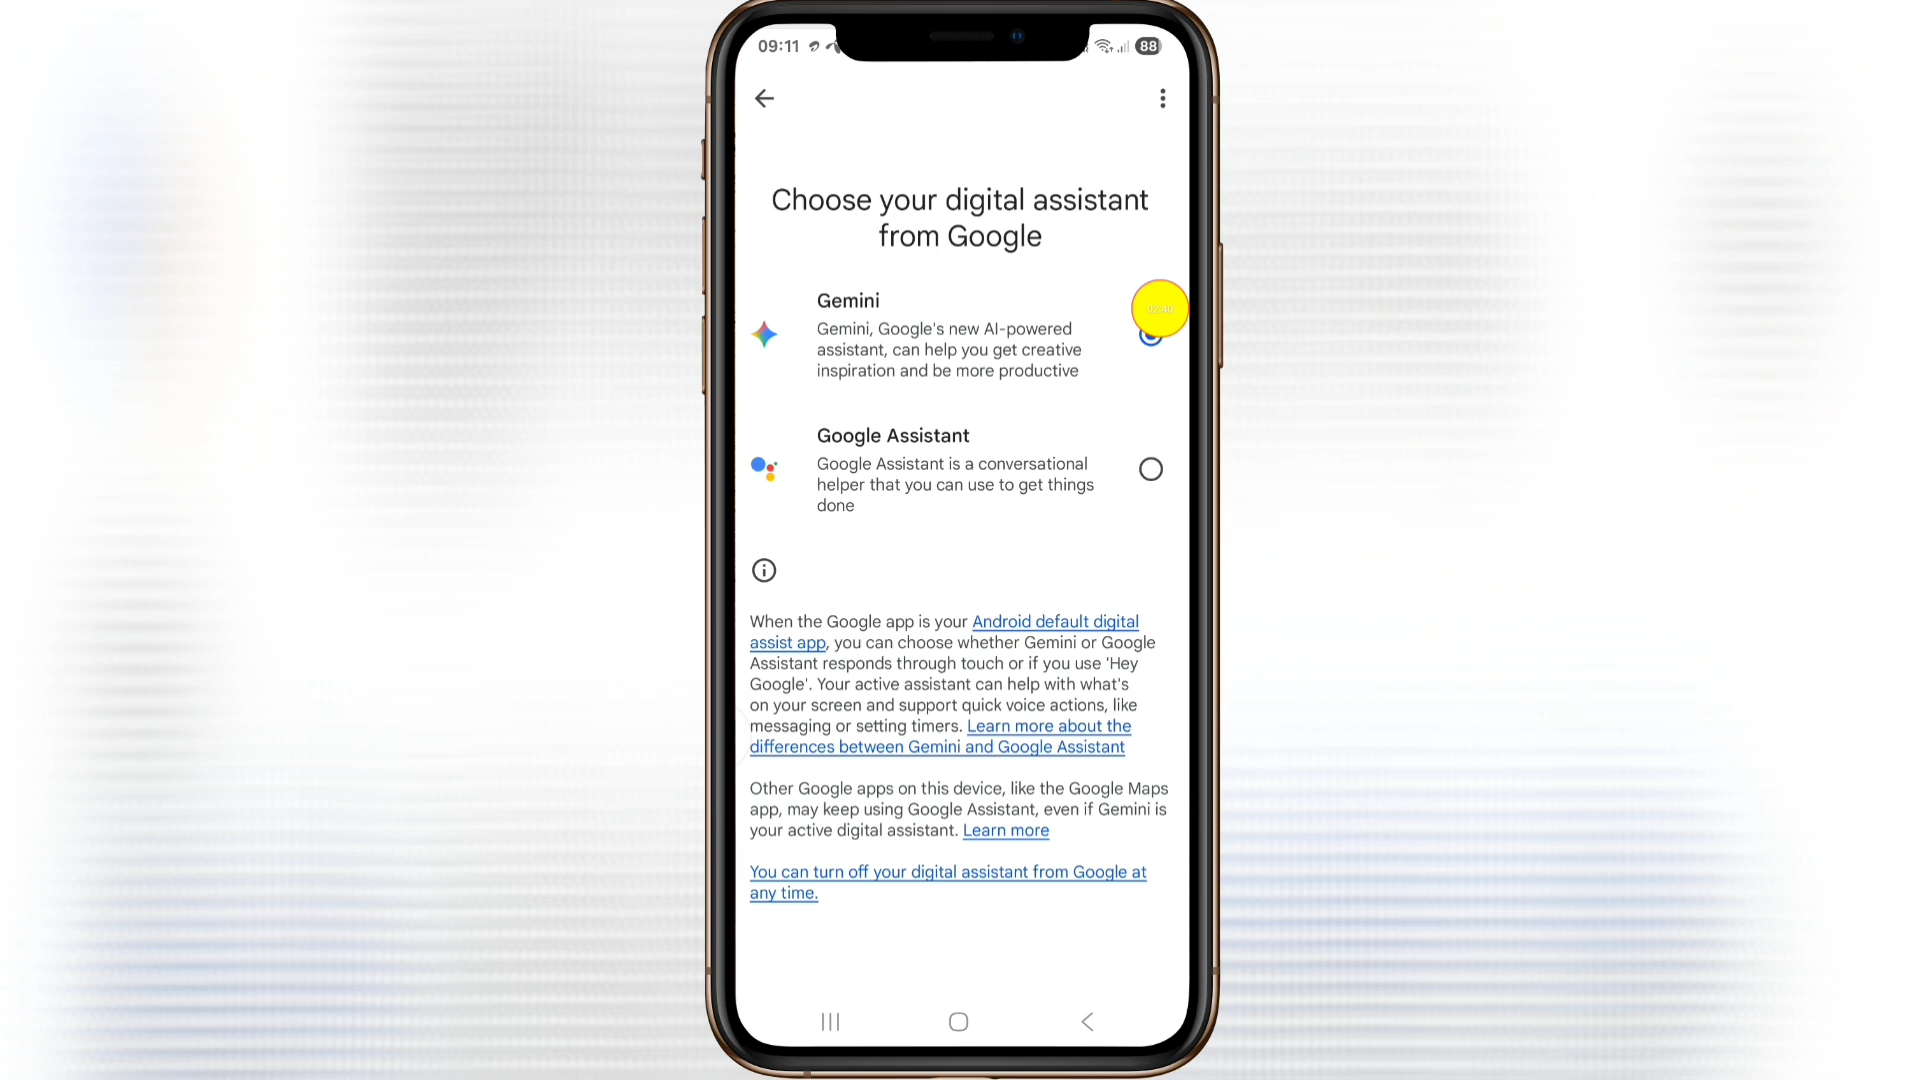 09:11
88
Choose your digital assistant
from Google
Gemini
Gemini, Google's new AI-powered
assistant, can help you get creative
inspiration and be more productive
02:40
Google Assistant
Google Assistant is a conversational
helper that you can use to get things
done
When the Google app is your Android default digital
assist app, you can choose whether Gemini or Google
Assistant responds through touch or if you use 'Hey
Google'. Your active assistant can help with what's
on your screen and support quick voice actions, like
messaging or setting timers. Learn more about the
differences between Gemini and Google Assistant
Other Google apps on this device, like the Google Maps
app, may keep using Google Assistant, even if Gemini is
your active digital assistant. Learn more
You can turn off your digital assistant from Google at
any time.